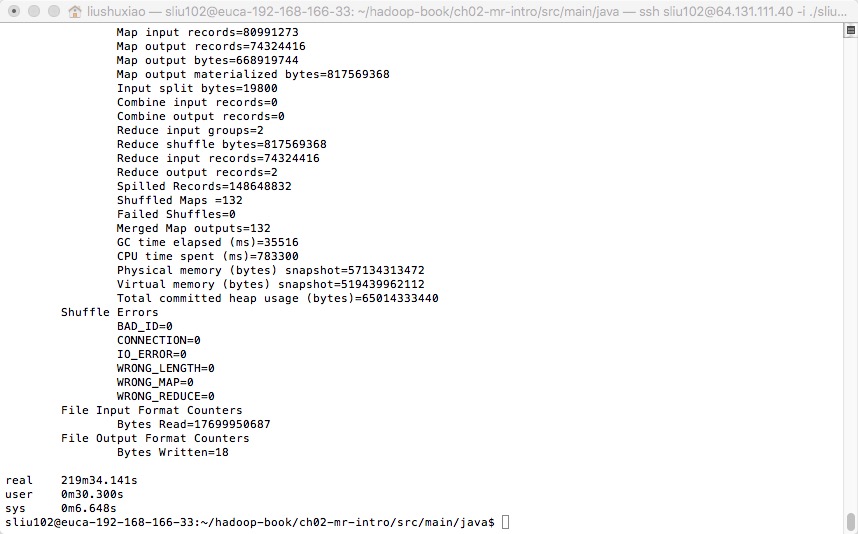 liushuxiao — sliu102@euca-192-168-166-33: ~/hadoop-book/ch02-mr-intro/src/main/java — ssh sliu102@64.131.111.40 -i ./sliu...
Map input records=80991273
Map output records=74324416
Map output bytes=668919744
Map output materialized bytes=817569368
Input split bytes=19800
Combine input records=0
Combine output records=0
Reduce input groups=2
Reduce shuffle bytes=817569368
Reduce input records=74324416
Reduce output records=2
Spilled Records=148648832
Shuffled Maps =132
Failed Shuffles=0
Merged Map outputs=132
GC time elapsed (ms)=35516
CPU time spent (ms)=783300
Physical memory (bytes) snapshot=57134313472
Virtual memory (bytes) snapshot=519439962112
Total committed heap usage (bytes)=65014333440
Shuffle Errors
BAD_ID=0
CONNECTION=0
IO_ERROR=0
WRONG_LENGTH=0
WRONG_MAP=0
WRONG_REDUCE=0
File Input Format Counters
Bytes Read=17699950687
File Output Format Counters
Bytes Written=18
real 219m34.141s
user 0m30.300s
sys 0m6.648s
sliu102@euca-192-168-166-33:~/hadoop-book/ch02-mr-intro/src/main/java$